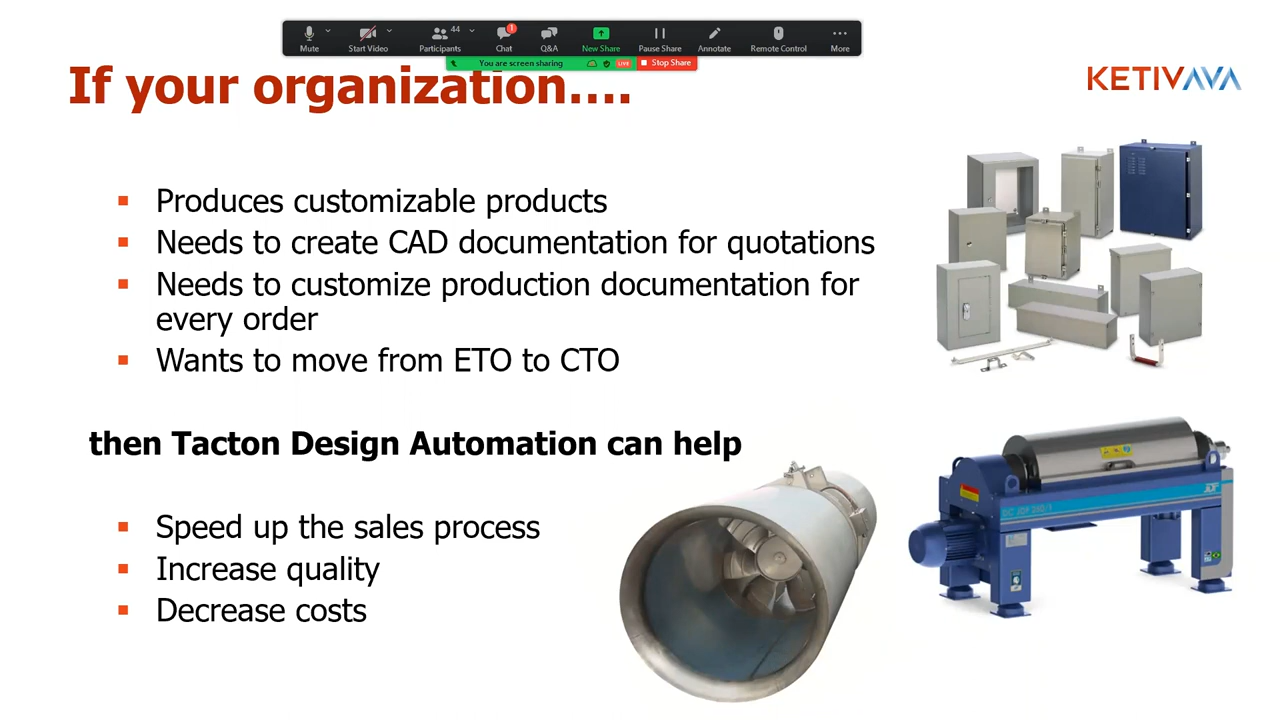 44
1
Mute
Start Video
Participants
Chat
Q&A
New Share
Pause Share
Annotate
Remote Control
More
You are screen sharing
LIVE
Stop Share
If your organization....
KETIVAVA
Produces customizable products
Needs to create CAD documentation for quotations
Needs to customize production documentation for
every order
Wants to move from ETO to CTO
then Tacton Design Automation can help
Speed up the sales process
Increase quality
Decrease costs
JDF